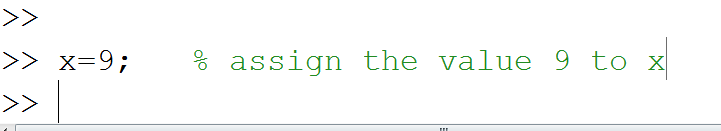 >>
>> x=9;   % assign the value 9 to x
>>